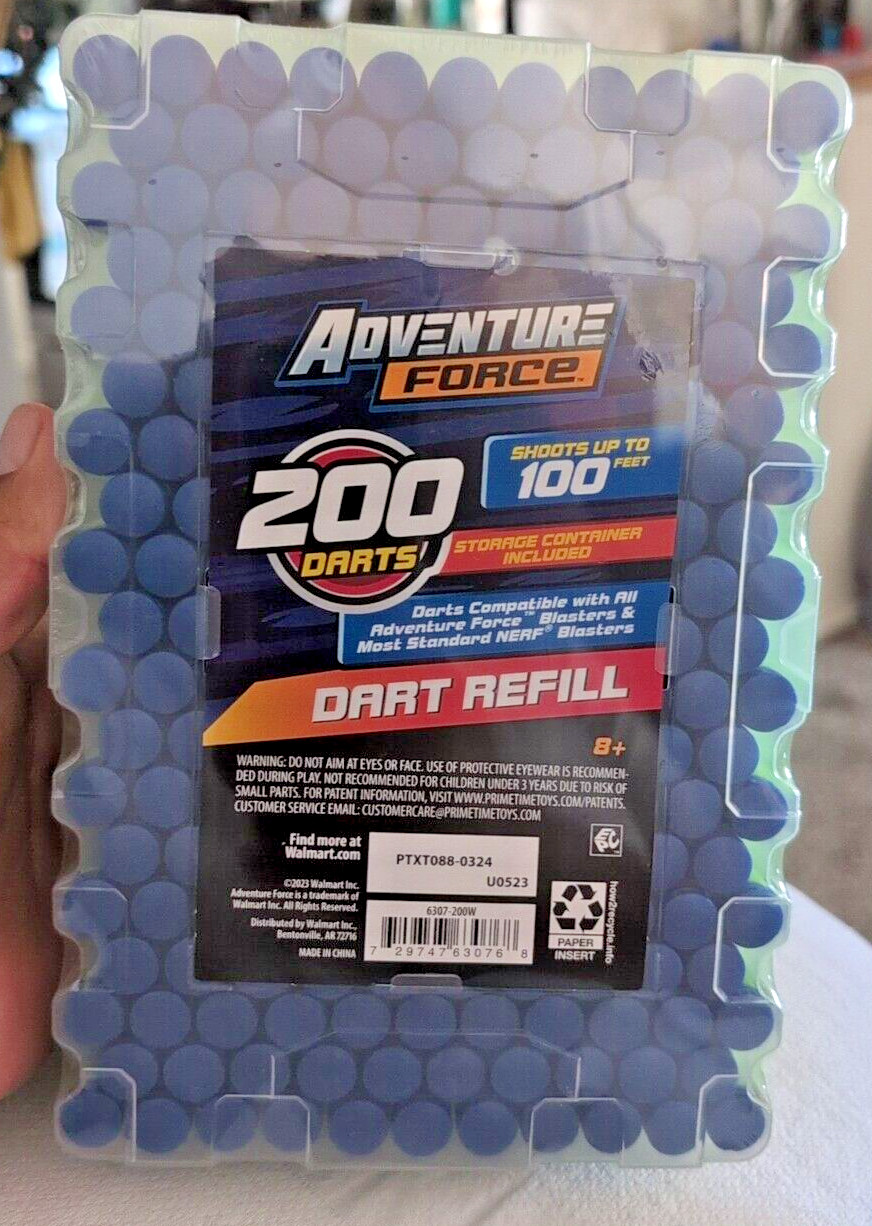 ADVENTURE
FORCE™
200
DARTS
SHOOTS UP TO
100 FEET
STORAGE CONTAINER
INCLUDED
Darts Compatible with All
Adventure Force™ Blasters &
Most Standard NERF® Blasters
DART REFILL
8+
WARNING: DO NOT AIM AT EYES OR FACE. USE OF PROTECTIVE EYEWEAR IS RECOMMEN-
DED DURING PLAY. NOT RECOMMENDED FOR CHILDREN UNDER 3 YEARS DUE TO RISK OF
SMALL PARTS. FOR PATENT INFORMATION, VISIT WWW.PRIMETIMETOYS.COM/PATENTS.
CUSTOMER SERVICE EMAIL: CUSTOMERCARE@PRIMETIMETOYS.COM
Find more at
Walmart.com
PTXT088-0324
U0523
©2023 Walmart Inc.
Adventure Force is a trademark of
Walmart Inc. All Rights Reserved.
Distributed by Walmart Inc.,
Bentonville, AR 72716
MADE IN CHINA
6307-200W
7 29747 63076 8
PAPER
INSERT
how2recycle.info